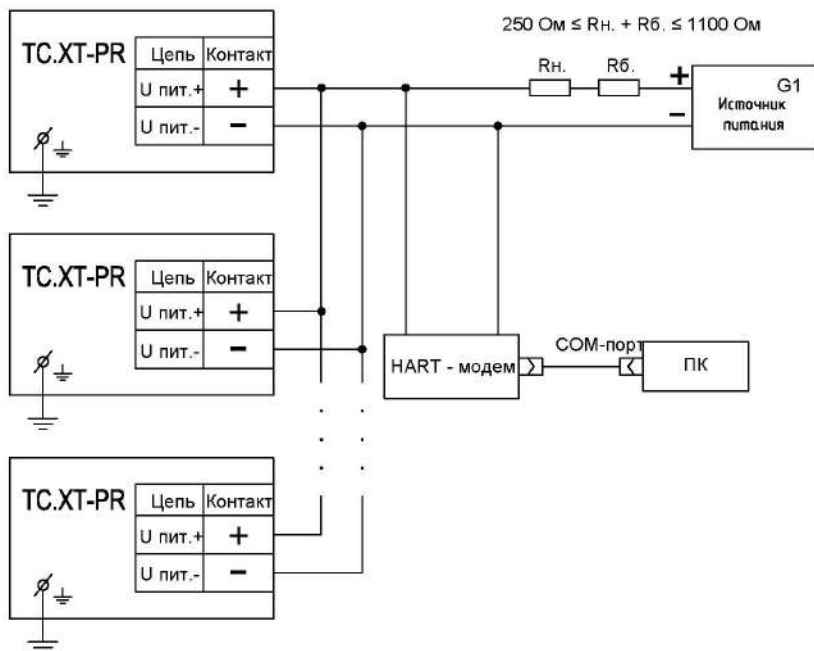 250 Ом ≤ Rн. + Rб. ≤ 1100 Ом
TC.XT-PR
Цепь Контакт
U пит.+ +
U пит.- −
Rн. Rб.
+
−
G1
Источник
питания
TC.XT-PR
Цепь Контакт
U пит.+ +
U пит.- −
HART - модем
COM-порт
ПК
TC.XT-PR
Цепь Контакт
U пит.+ +
U пит.- −